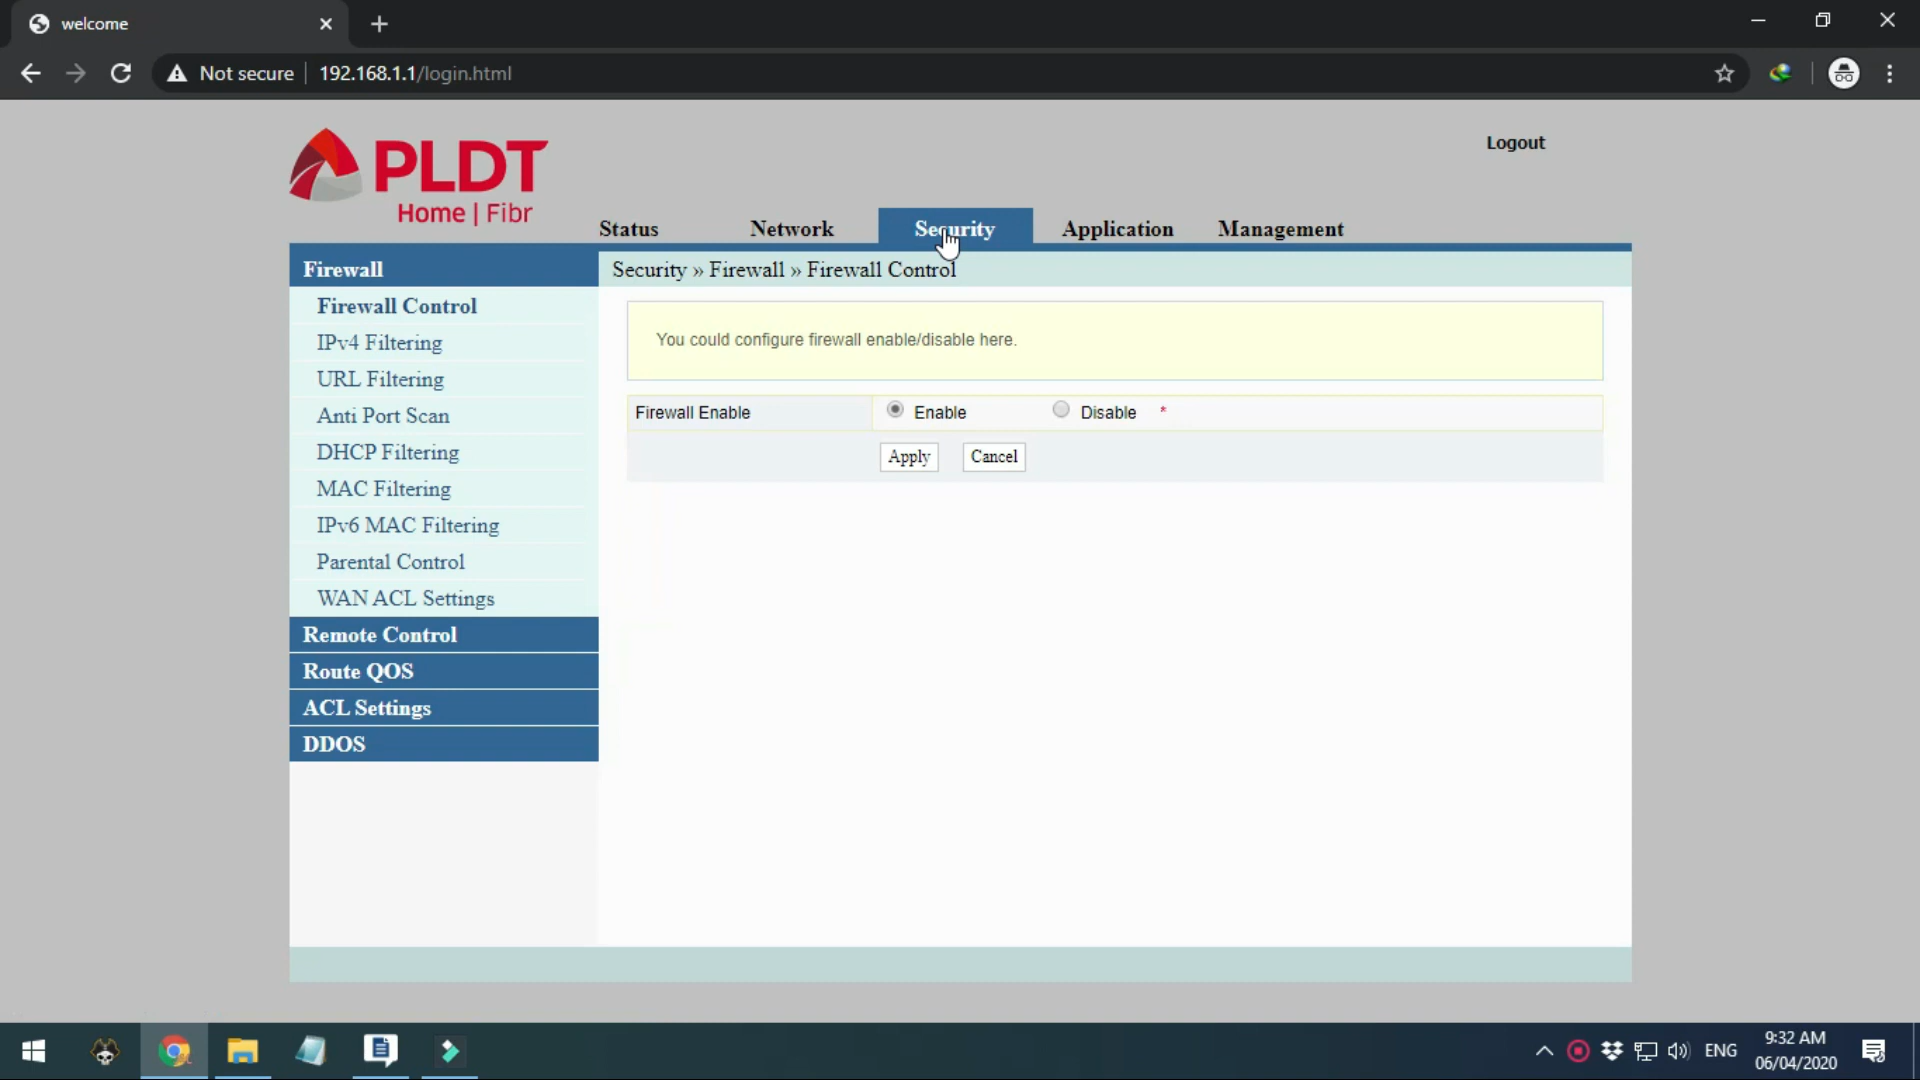 welcome
Not secure
192.168.1.1/login.html
PLDT
Home | Fibr
Logout
Status Network Security Application Management
Firewall
Security » Firewall » Firewall Control
Firewall Control
IPv4 Filtering
URL Filtering
Anti Port Scan
DHCP Filtering
MAC Filtering
IPv6 MAC Filtering
Parental Control
WAN ACL Settings
Remote Control
Route QOS
ACL Settings
DDOS
You could configure firewall enable/disable here.
Firewall Enable Enable Disable *
Apply Cancel
ENG
9:32 AM
06/04/2020